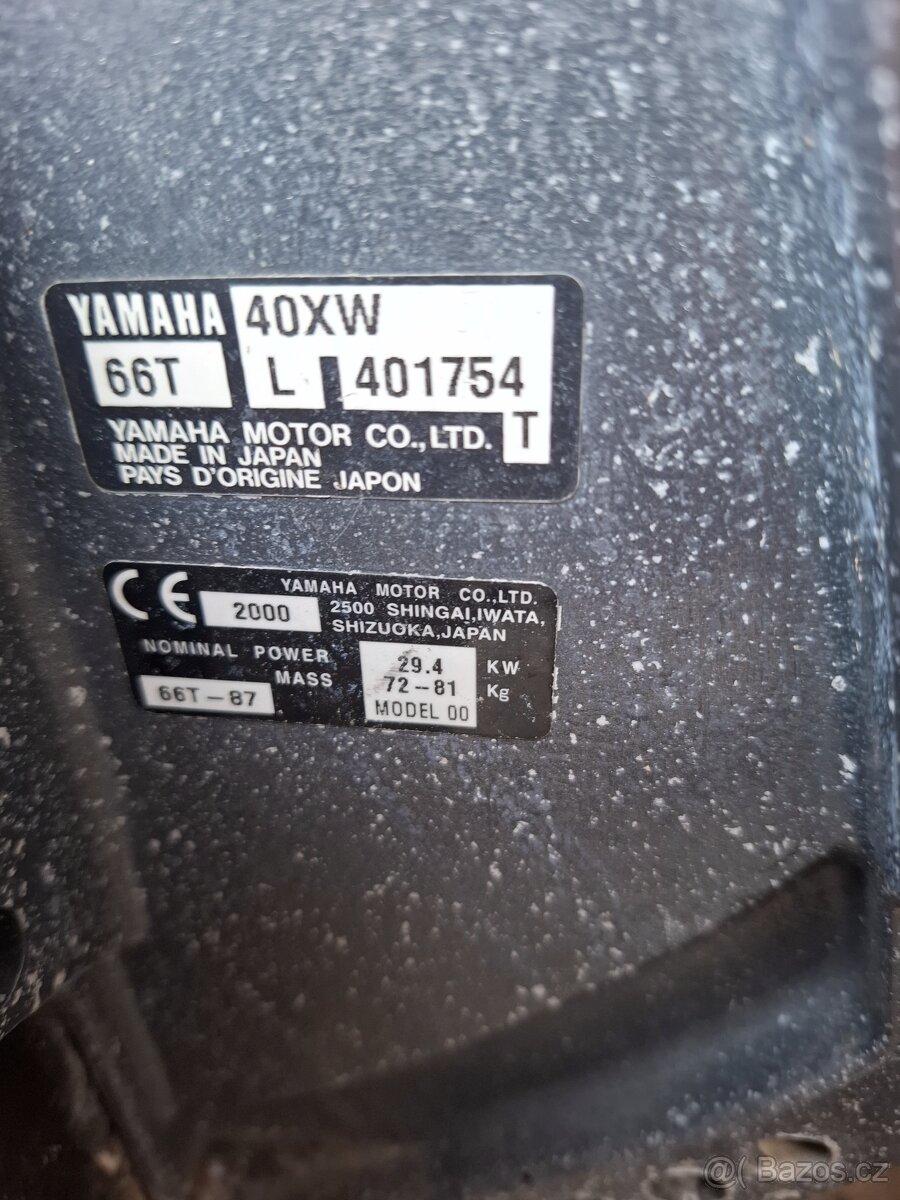 YAMAHA 40XW
66T L 401754
YAMAHA MOTOR CO.,LTD. T
MADE IN JAPAN
PAYS D'ORIGINE JAPON
CE 2000 YAMAHA MOTOR CO.,LTD.
2500 SHINGAI,IWATA,
SHIZUOKA,JAPAN
NOMINAL POWER 29.4 KW
MASS 72-81 Kg
66T-87 MODEL 00
@( Bazos.cz